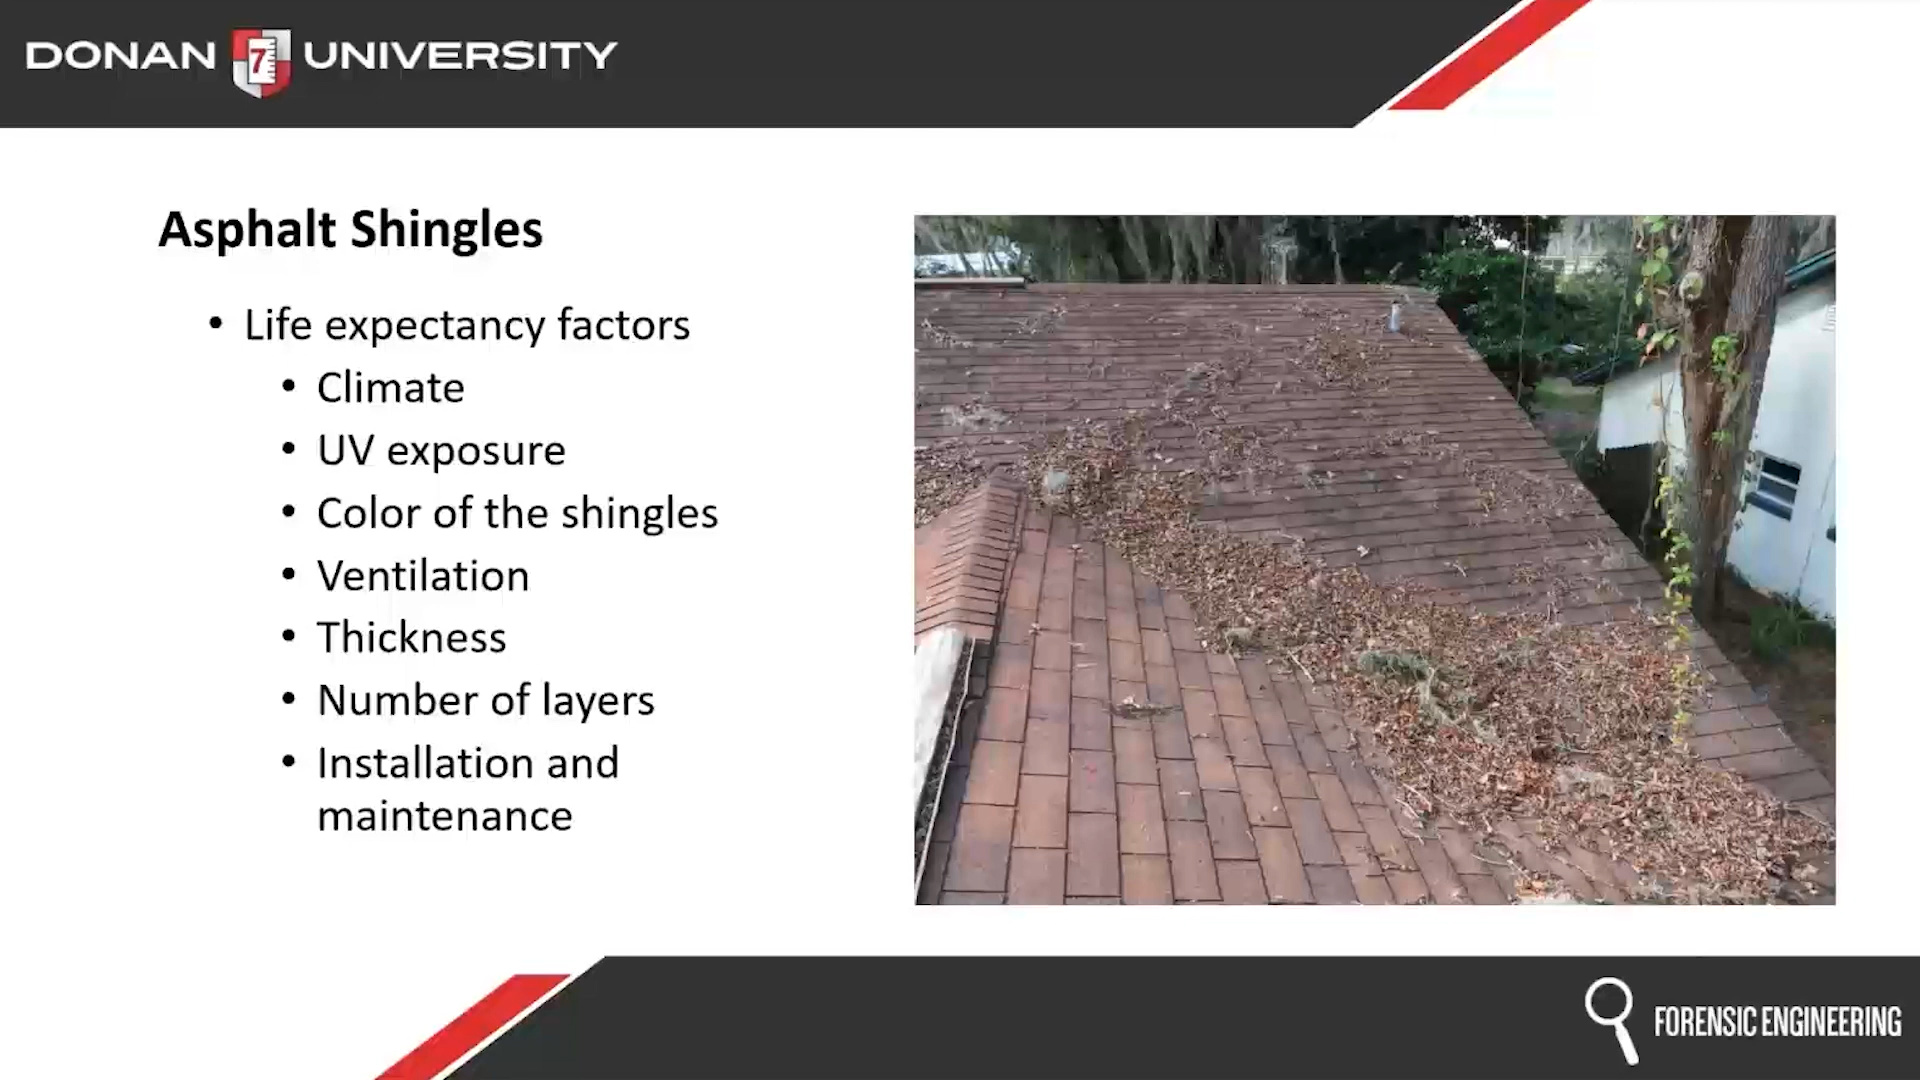 DONAN 7 UNIVERSITY
Asphalt Shingles
• Life expectancy factors
• Climate
• UV exposure
• Color of the shingles
• Ventilation
• Thickness
• Number of layers
• Installation and
maintenance
FORENSIC ENGINEERING